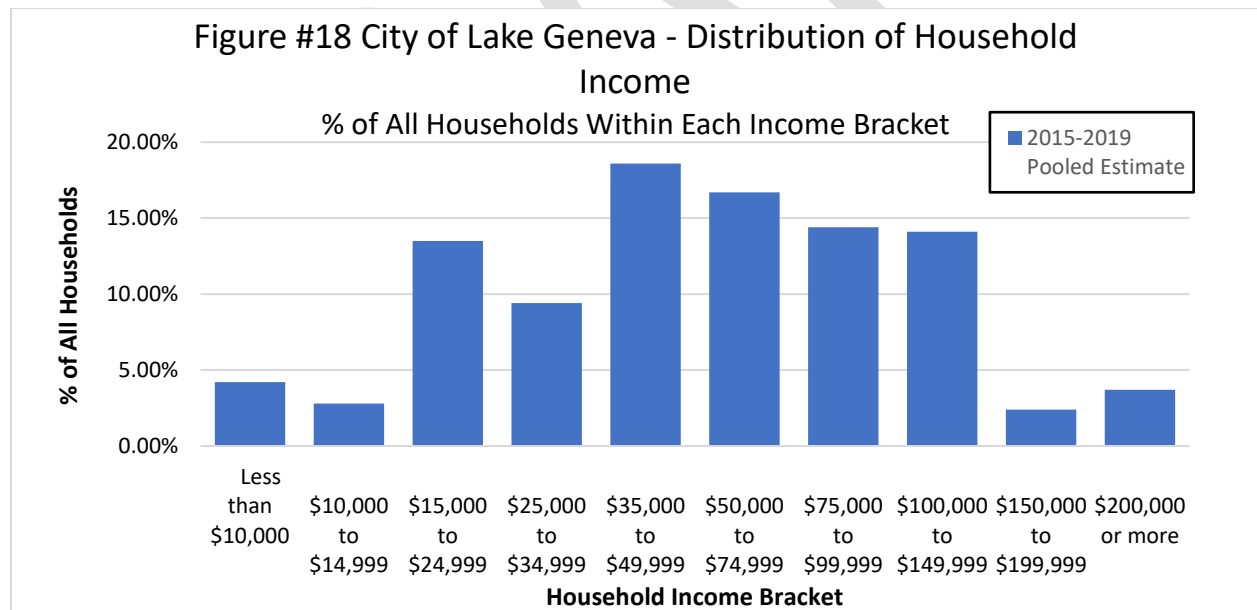 Figure #18 City of Lake Geneva - Distribution of Household
Income
% of All Households Within Each Income Bracket
2015-2019
Pooled Estimate
% of All Households
20.00%
15.00%
10.00%
5.00%
0.00%
Less
than
$10,000
$10,000
to
$14,999
$15,000
to
$24,999
$25,000
to
$34,999
$35,000
to
$49,999
$50,000
to
$74,999
$75,000
to
$99,999
$100,000
to
$149,999
$150,000
to
$199,999
$200,000
or more
Household Income Bracket